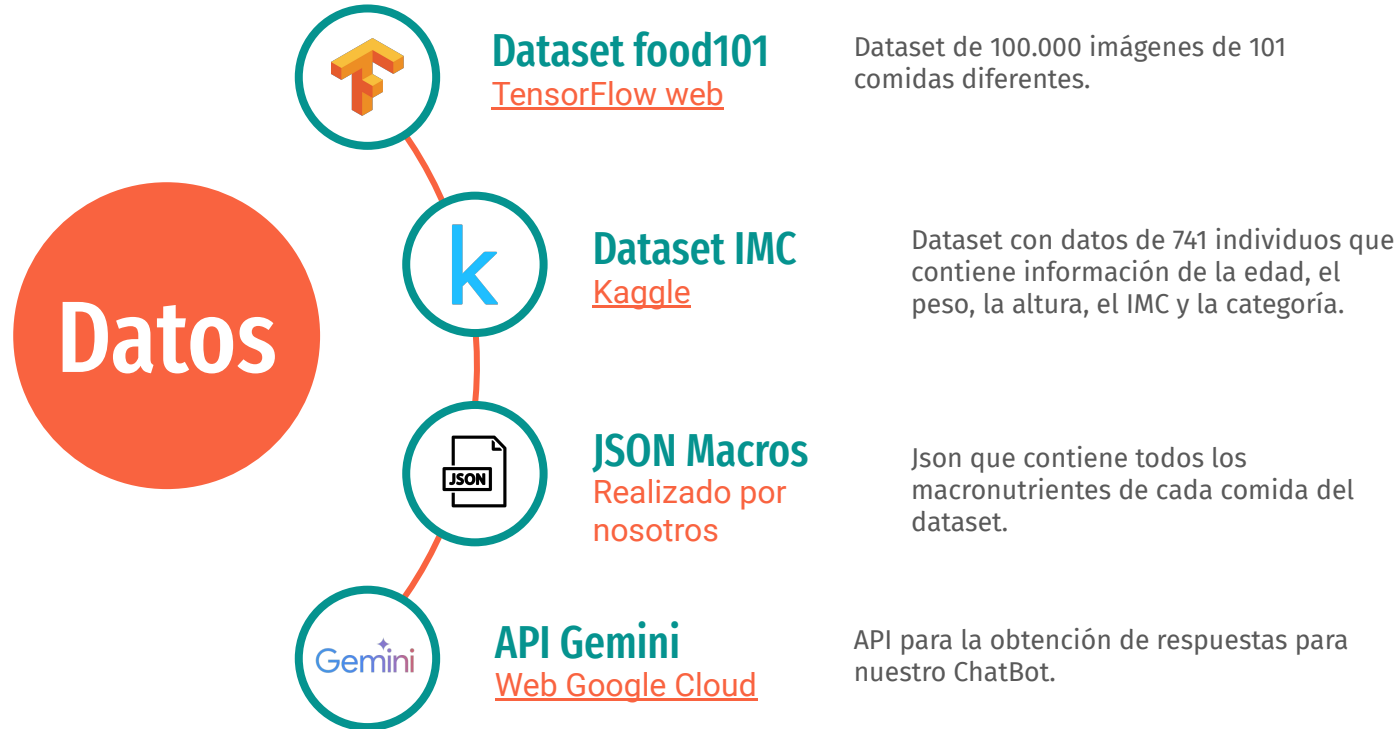 Datos
Dataset food101
TensorFlow web
Dataset de 100.000 imágenes de 101
comidas diferentes.
k
Dataset IMC
Kaggle
Dataset con datos de 741 individuos que
contiene información de la edad, el
peso, la altura, el IMC y la categoría.
JSON
JSON Macros
Realizado por
nosotros
Json que contiene todos los
macronutrientes de cada comida del
dataset.
Gemini
API Gemini
Web Google Cloud
API para la obtención de respuestas para
nuestro ChatBot.